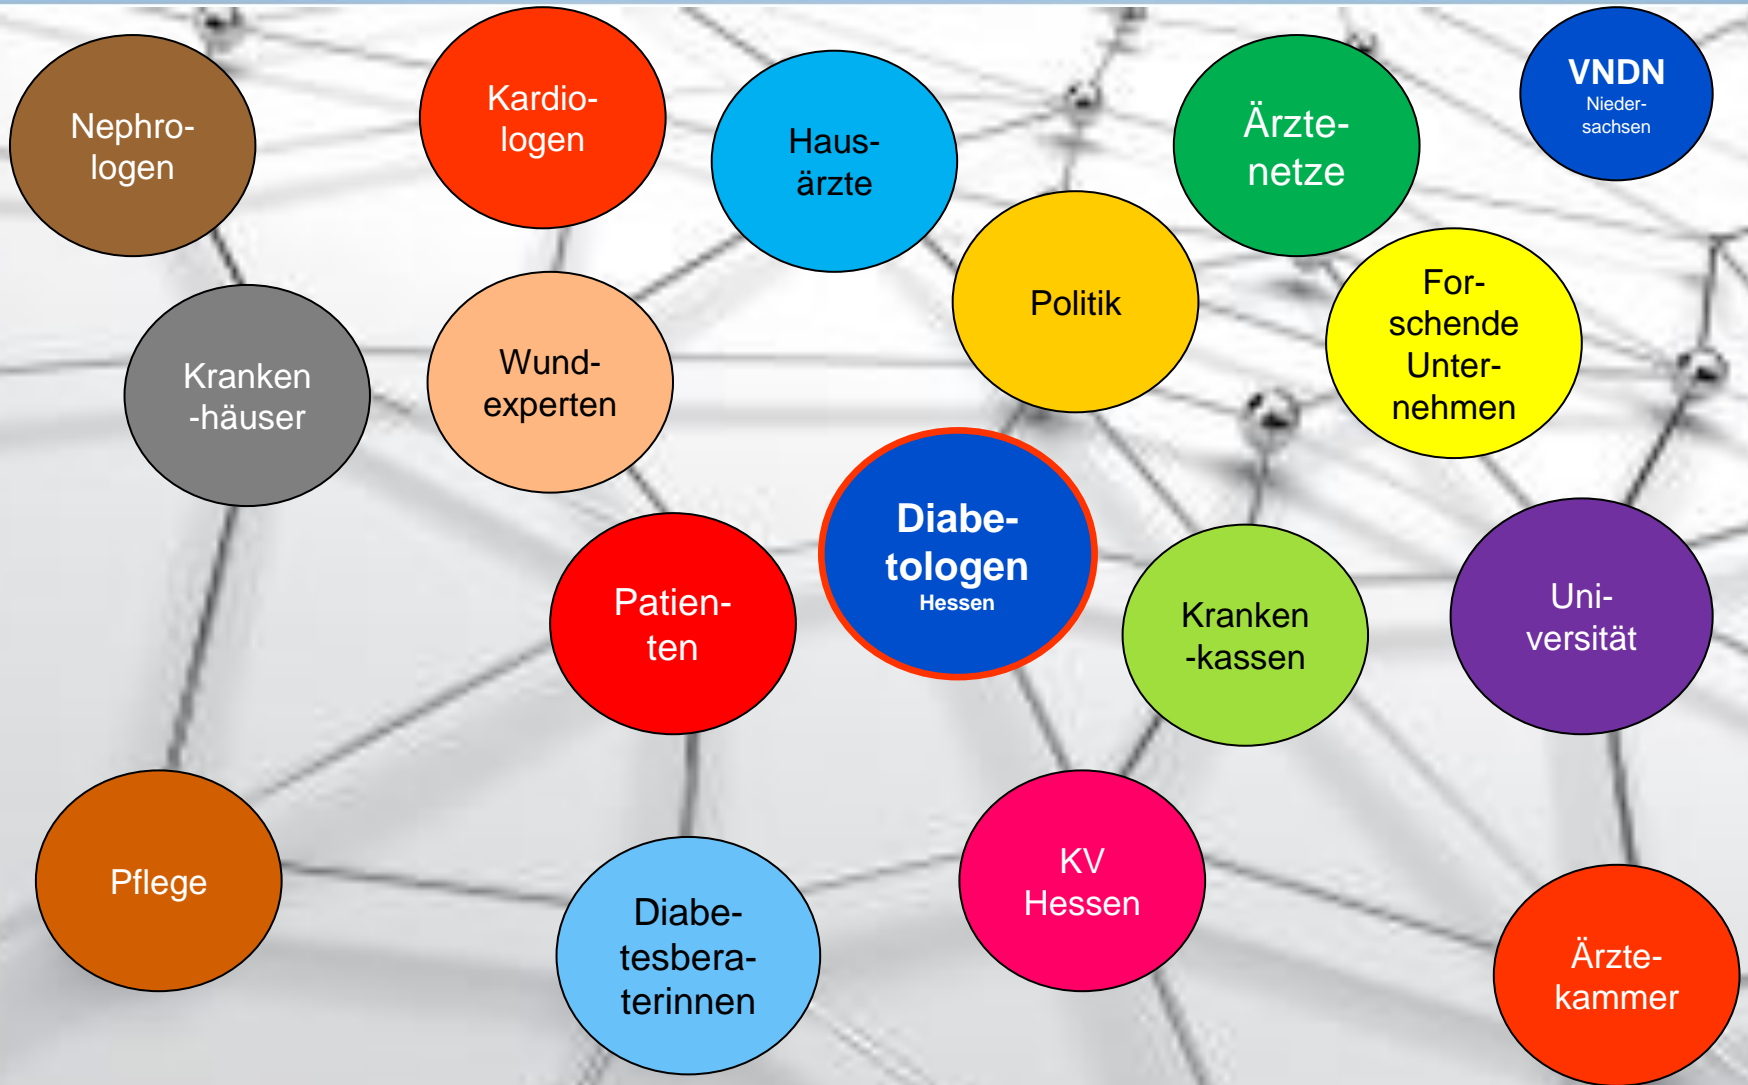 Nephro-
logen
Kardio-
logen
Haus-
ärzte
Ärzte-
netze
VNDN
Nieder-
sachsen
Kranken
-häuser
Wund-
experten
Politik
For-
schende
Unter-
nehmen
Patien-
ten
Diabe-
tologen
Hessen
Kranken
-kassen
Uni-
versität
Pflege
Diabe-
tesbera-
terinnen
KV
Hessen
Ärzte-
kammer